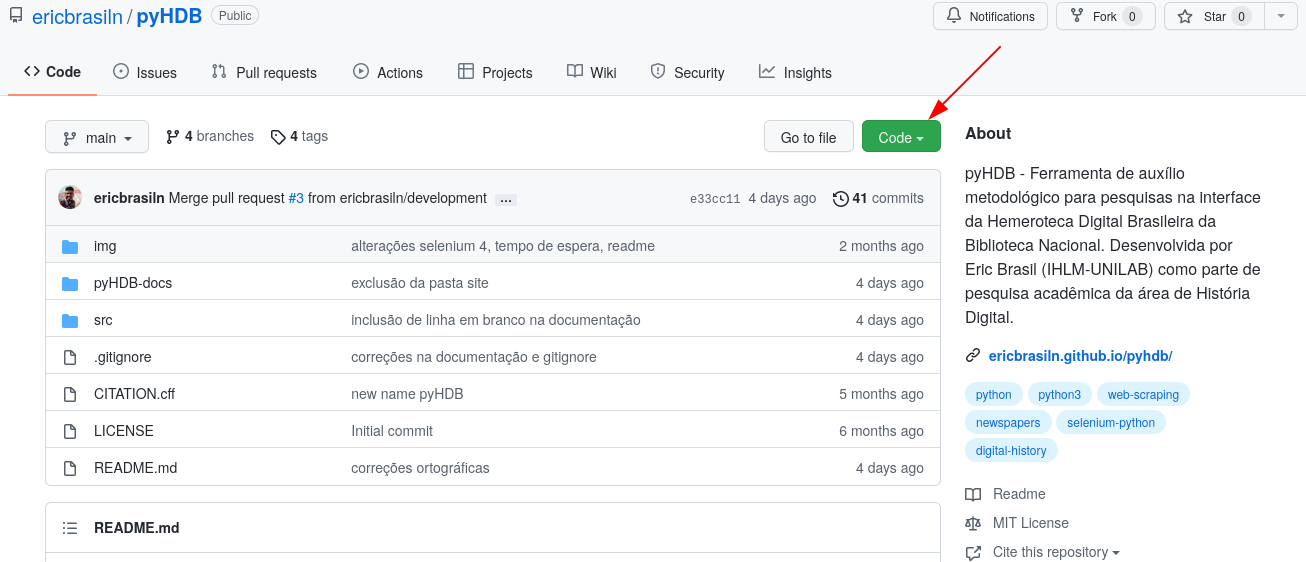 ericbrasiln / pyHDB Public Notifications Fork 0 Star 0
Code Issues Pull requests Actions Projects Wiki Security Insights
main 4 branches 4 tags Go to file Code
ericbrasiln Merge pull request #3 from ericbrasiln/development ... e33cc11 4 days ago 41 commits
img alterações selenium 4, tempo de espera, readme 2 months ago
pyHDB-docs exclusão da pasta site 4 days ago
src inclusão de linha em branco na documentação 4 days ago
.gitignore correções na documentação e gitignore 4 days ago
CITATION.cff new name pyHDB 5 months ago
LICENSE Initial commit 6 months ago
README.md correções ortográficas 4 days ago
README.md
About
pyHDB - Ferramenta de auxílio
metodológico para pesquisas na interface
da Hemeroteca Digital Brasileira da
Biblioteca Nacional. Desenvolvida por
Eric Brasil (IHLM-UNILAB) como parte de
pesquisa acadêmica da área de História
Digital.
ericbrasiln.github.io/pyhdb/
python python3 web-scraping
newspapers selenium-python
digital-history
Readme
MIT License
Cite this repository